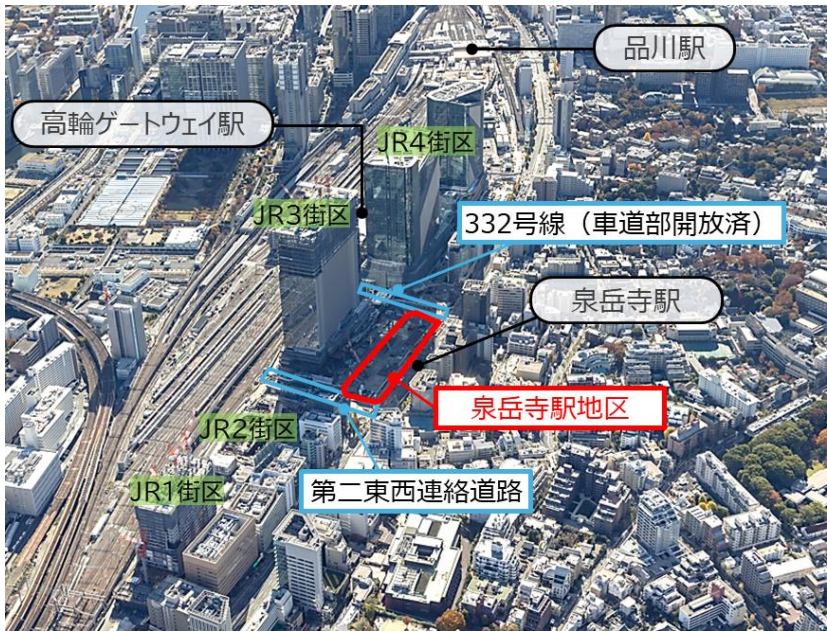 品川駅
高輪ゲートウェイ駅
JR4街区
JR3街区
332号線（車道部開放済）
泉岳寺駅
泉岳寺駅地区
JR2街区
JR1街区
第二東西連絡道路